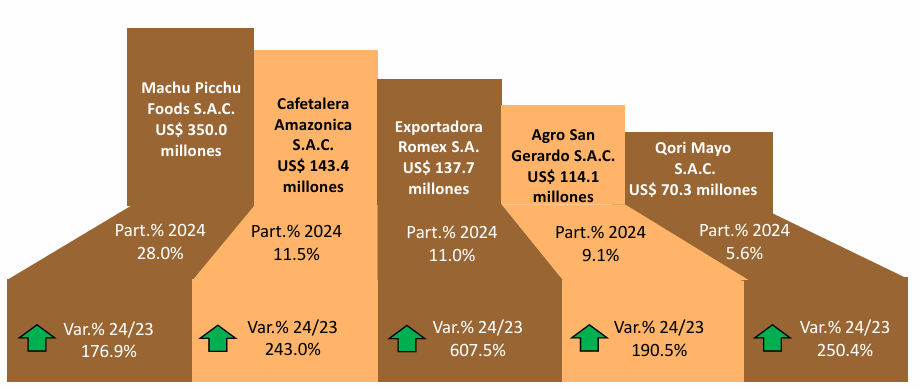 Machu Picchu
Foods S.A.C.
US$ 350.0
millones
Cafetalera
Amazonica
S.A.C.
US$ 143.4
millones
Exportadora
Romex S.A.
US$ 137.7
millones
Agro San
Gerardo S.A.C.
US$ 114.1
millones
Qori Mayo
S.A.C.
US$ 70.3 millones
Part.% 2024
28.0%
Part.% 2024
11.5%
Part.% 2024
11.0%
Part.% 2024
9.1%
Part.% 2024
5.6%
Var.% 24/23
176.9%
Var.% 24/23
243.0%
Var.% 24/23
607.5%
Var.% 24/23
190.5%
Var.% 24/23
250.4%